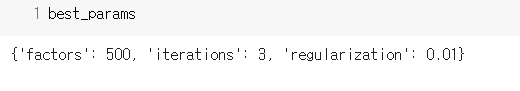 1 best_params
{'factors': 500, 'iterations': 3, 'regularization': 0.01}